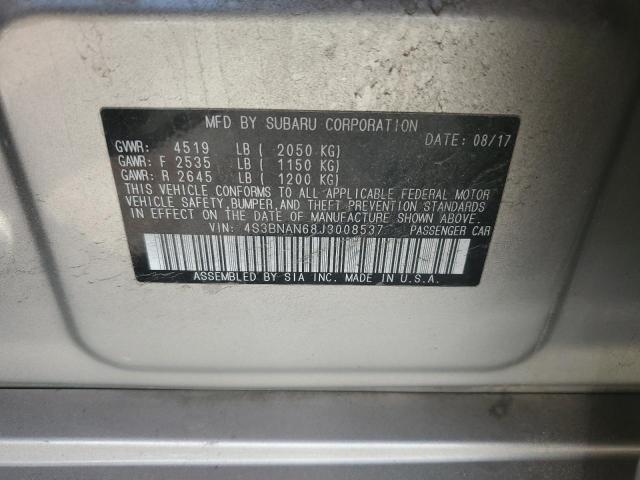 MFD BY SUBARU CORPORATION
DATE: 08/17
GVWR: 4519 LB ( 2050 KG)
GAWR: F 2535 LB ( 1150 KG)
GAWR: R 2645 LB ( 1200 KG)
THIS VEHICLE CONFORMS TO ALL APPLICABLE FEDERAL MOTOR
VEHICLE SAFETY, BUMPER, AND THEFT PREVENTION STANDARDS
IN EFFECT ON THE DATE OF MANUFACTURE SHOWN ABOVE.
VIN: 4S3BNAN68J3008537 PASSENGER CAR
ASSEMBLED BY SIA INC. MADE IN U.S.A.